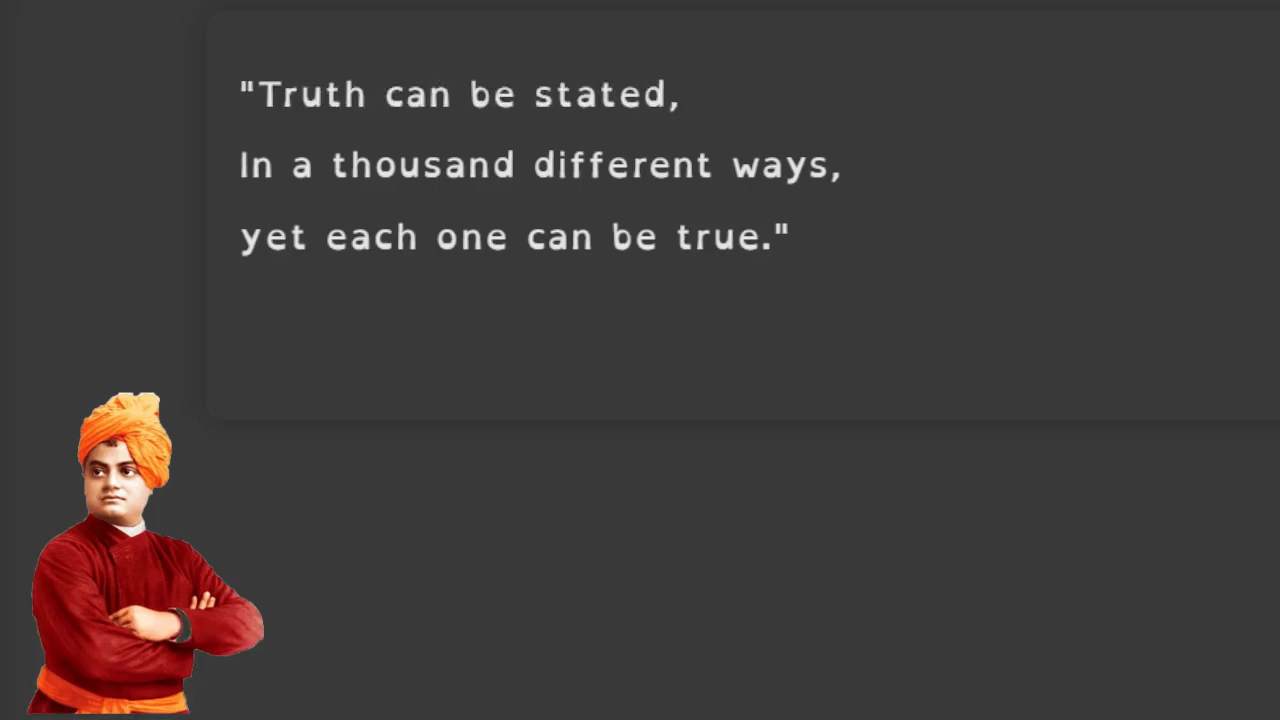 "Truth can be stated,
In a thousand different ways,
yet each one can be true."